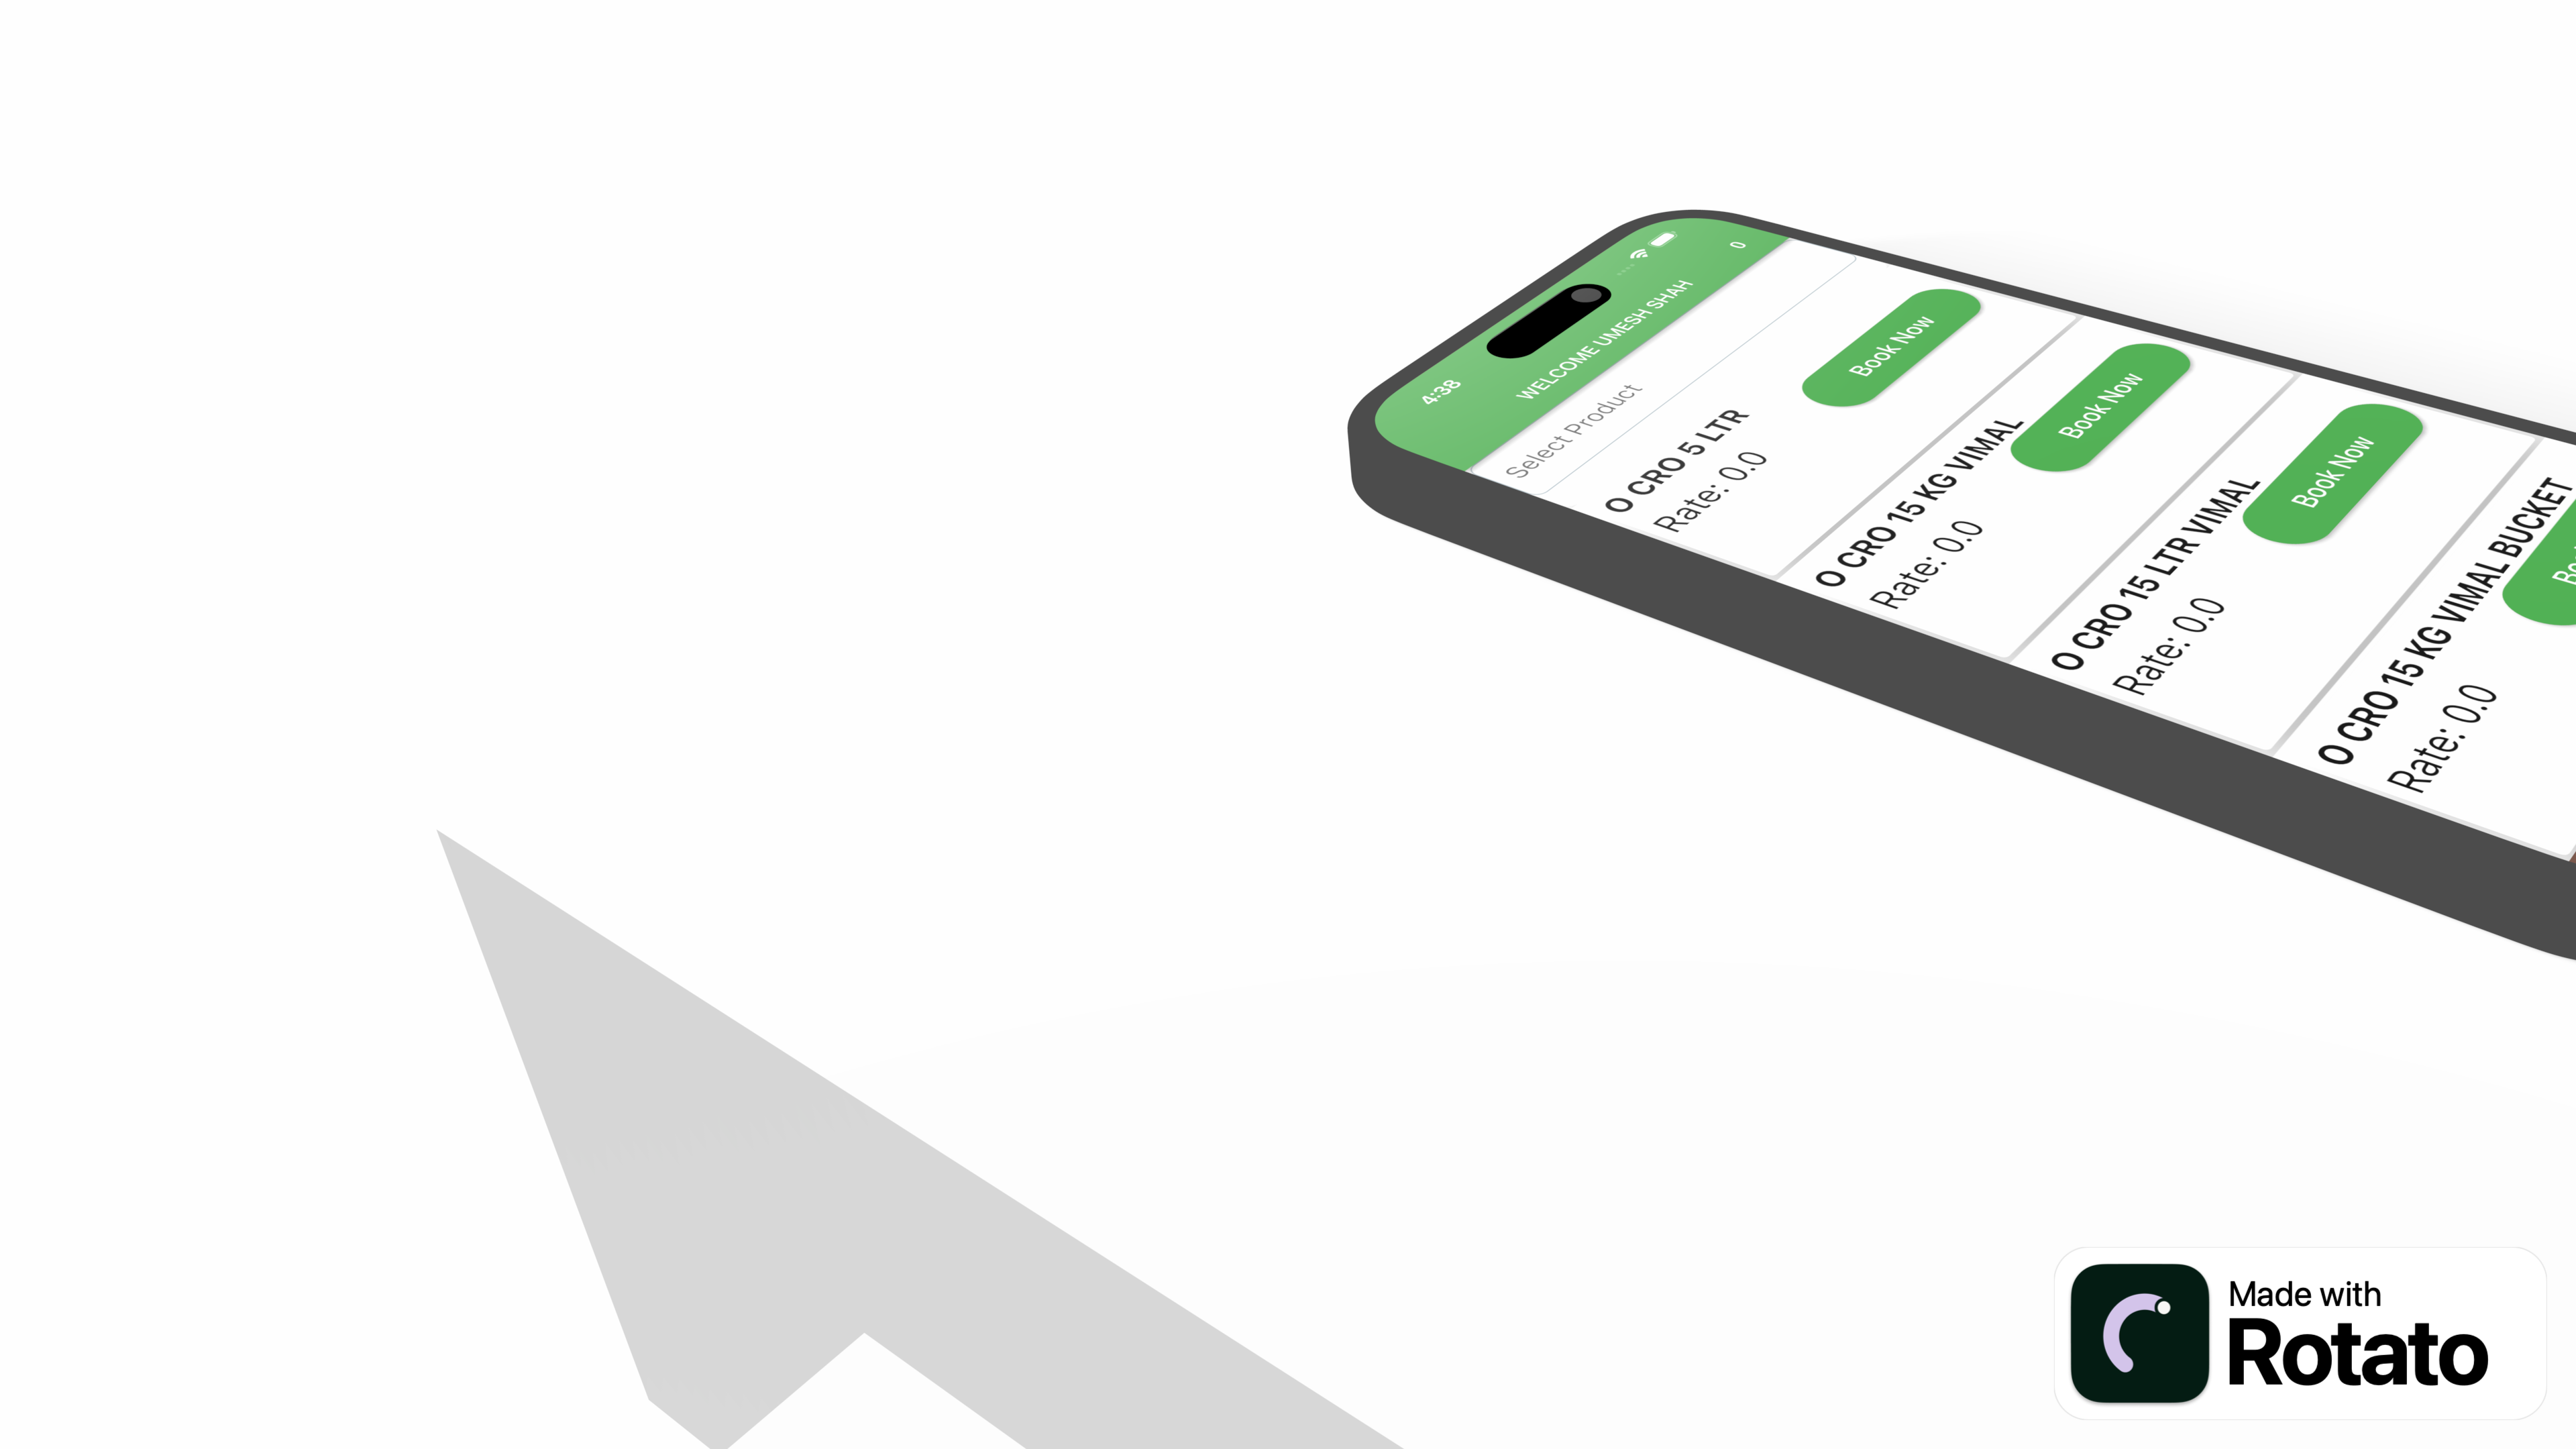 4:38
WELCOME UMESH SHAH
0
Select Product
O CRO 5 LTR
Rate: 0.0
Book Now
O CRO 15 KG VIMAL
Rate: 0.0
Book Now
O CRO 15 LTR VIMAL
Rate: 0.0
Book Now
O CRO 15 KG VIMAL BUCKET
Rate: 0.0
Made with
Rotato